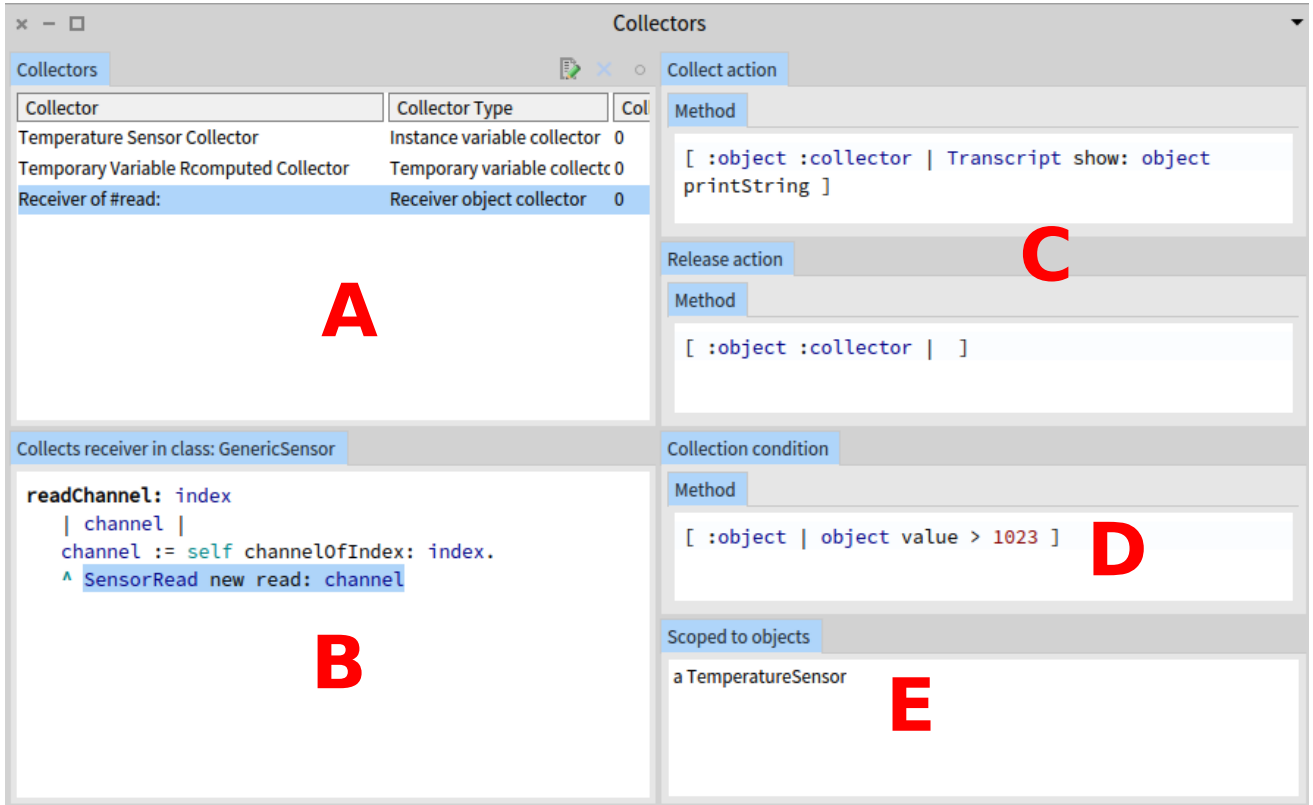 Collectors
Collectors
Collector Collector Type Coll
Temperature Sensor Collector Instance variable collector 0
Temporary Variable Rcomputed Collector Temporary variable collectc 0
Receiver of #read: Receiver object collector 0
A
Collects receiver in class: GenericSensor
readChannel: index
| channel |
channel := self channelOfIndex: index.
^ SensorRead new read: channel
B
Collect action
Method
[ :object :collector | Transcript show: object
printString ]
C
Release action
Method
[ :object :collector |  ]
Collection condition
Method
[ :object | object value > 1023 ]
D
Scoped to objects
a TemperatureSensor
E